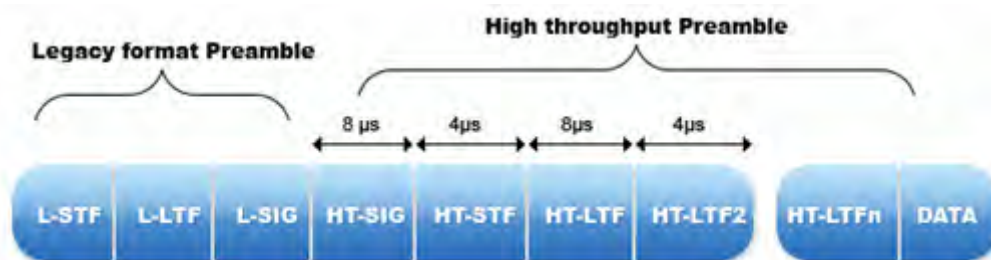 High throughput Preamble
Legacy format Preamble
8 µs 4µs 8µs 4µs
L-STF L-LTF L-SIG HT-SIG HT-STF HT-LTF HT-LTF2 HT-LTFn DATA